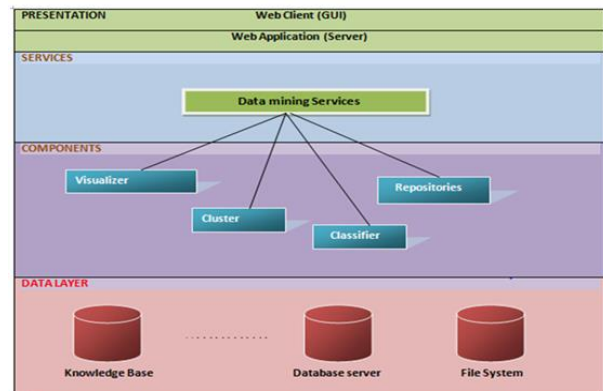 PRESENTATION Web Client (GUI)
Web Application (Server)
SERVICES
Data mining Services
COMPONENTS
Visualizer
Repositories
Cluster
Classifier
DATA LAYER
Knowledge Base Database server File System